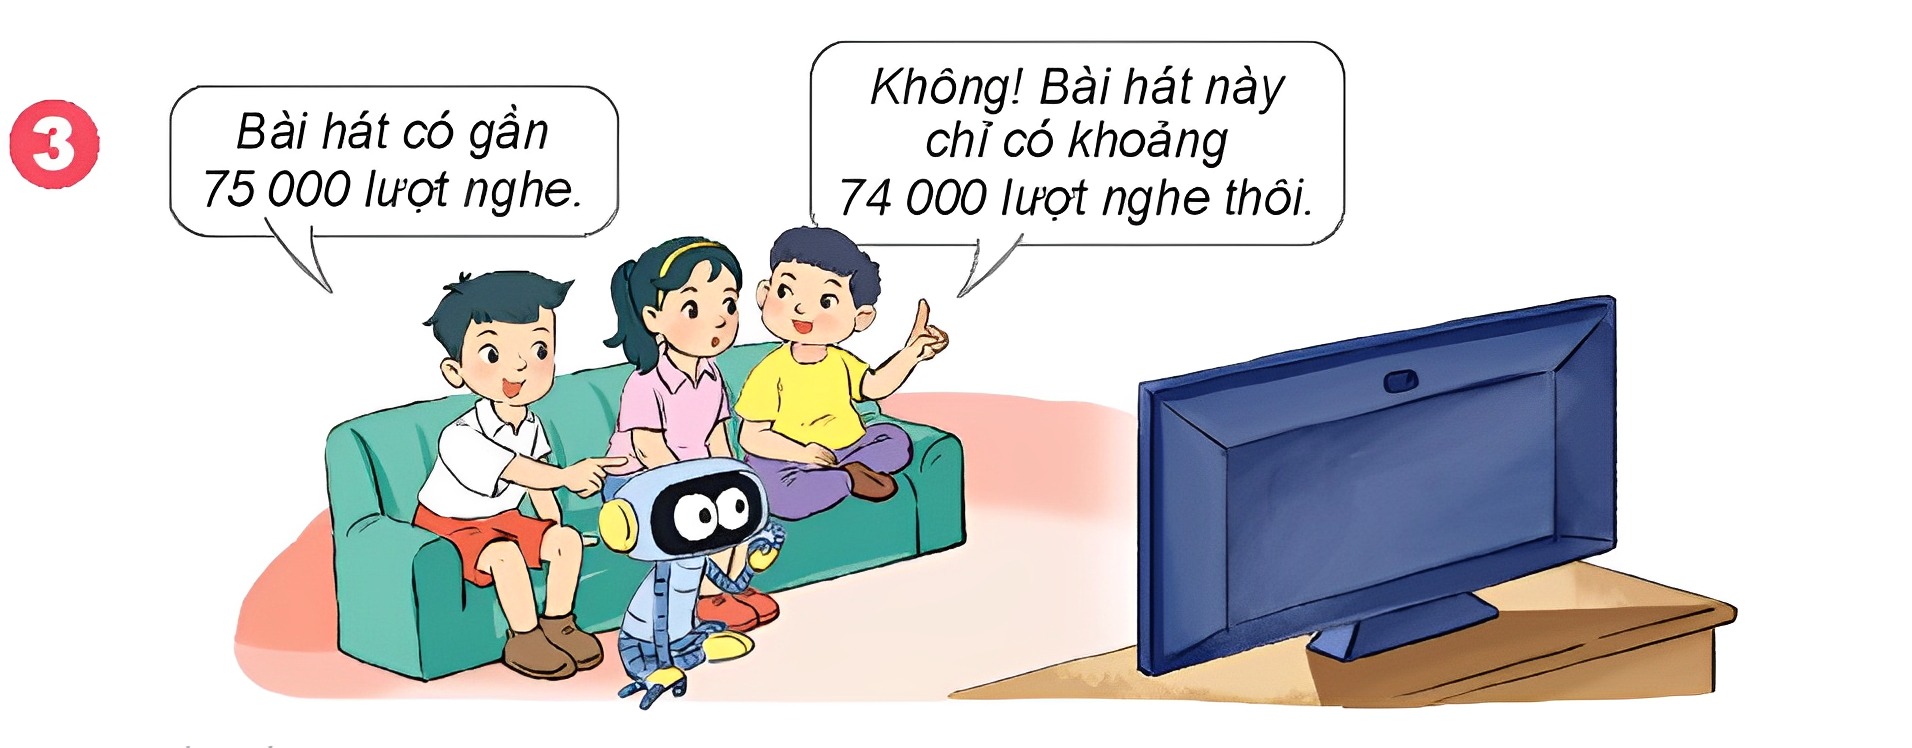 3
Bài hát có gần
75 000 lượt nghe.
Không! Bài hát này
chỉ có khoảng
74 000 lượt nghe thôi.